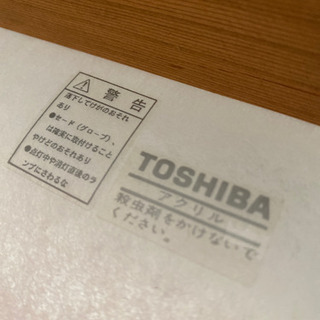 警告
落下してけがのおそれ
あり
●セード（グローブ）、
は確実に取付けること
やけどのおそれあり
●点灯中や消灯直後のラ
ンプにさわるな
TOSHIBA
アクリル
殺虫剤をかけないで
ください。